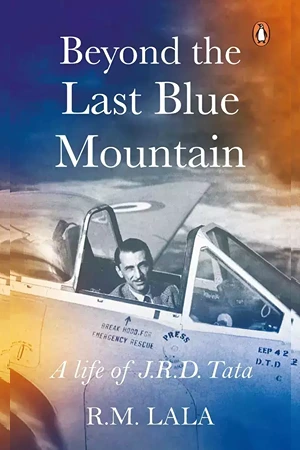 Beyond the
Last Blue
Mountain
BREAK HOOD FOR
EMERGENCY RESCUE
PRESS
EEP 42
D.T.D
A life of J.R.D. Tata
R.M. LALA